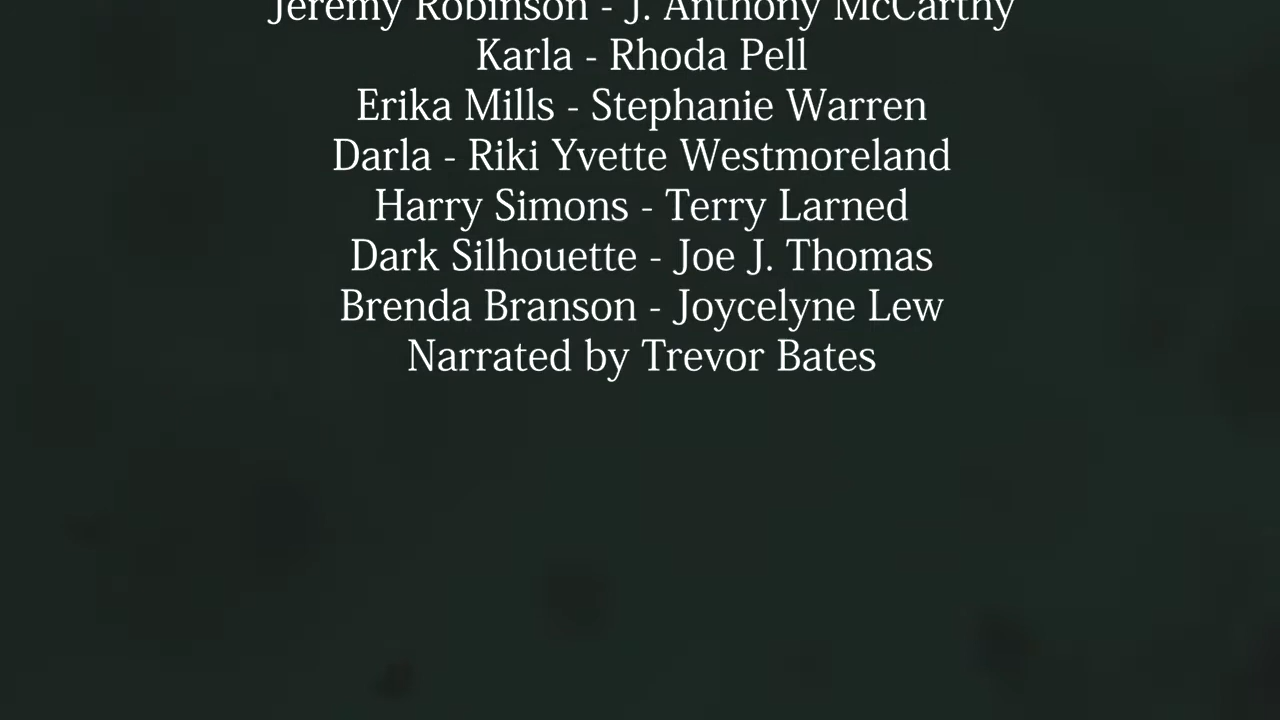 Jeremy Robinson - J. Anthony McCarthy
Karla - Rhoda Pell
Erika Mills - Stephanie Warren
Darla - Riki Yvette Westmoreland
Harry Simons - Terry Larned
Dark Silhouette - Joe J. Thomas
Brenda Branson - Joycelyne Lew
Narrated by Trevor Bates